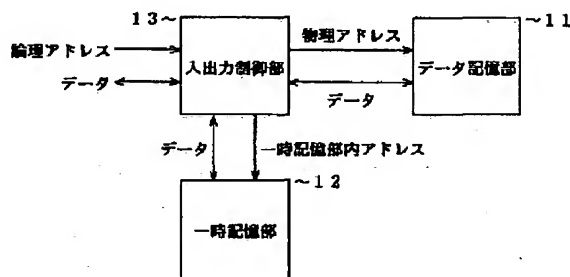 13~
物理アドレス
~11
論理アドレス
入出力制御部
データ記憶部
データ
データ
データ
一時記憶部内アドレス
~12
一時記憶部